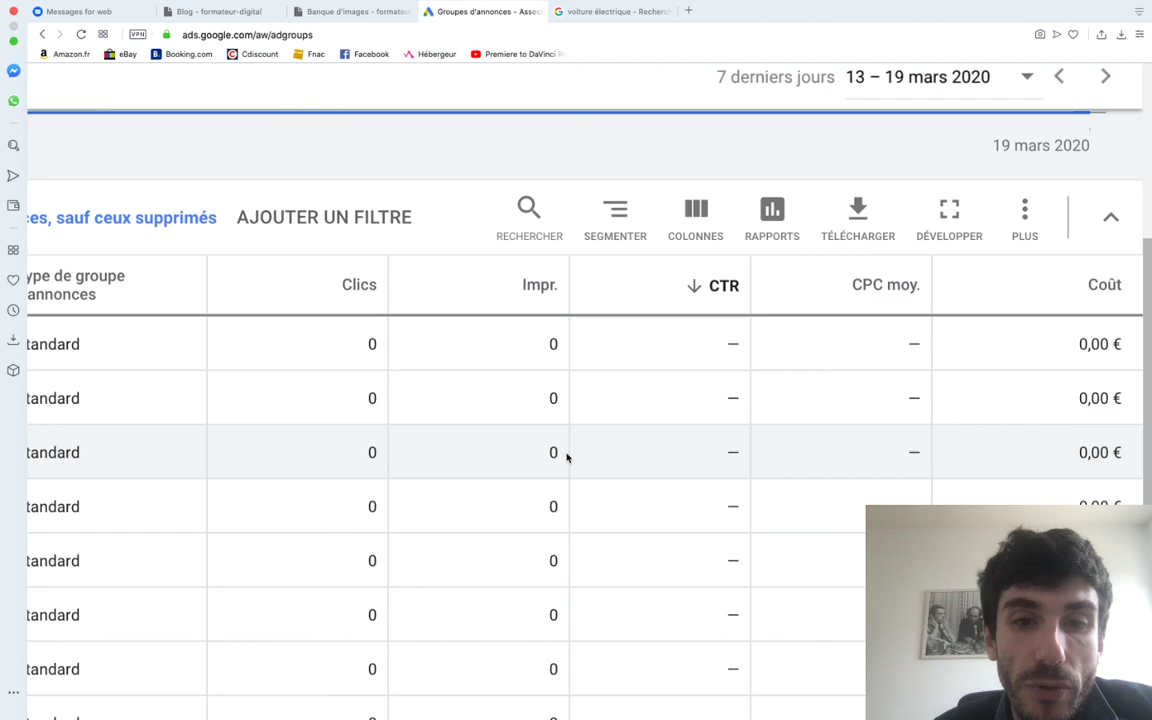 Messages for web
Blog - formateur-digital
Banque d'images - formateur
Groupes d'annonces - Assoc
voiture électrique - Recherc
VPN
ads.google.com/aw/adgroups
Amazon.fr
eBay
Booking.com
Cdiscount
Fnac
Facebook
Hébergeur
Premiere to DaVinci R
7 derniers jours 13 – 19 mars 2020
19 mars 2020
ces, sauf ceux supprimés
AJOUTER UN FILTRE
RECHERCHER
SEGMENTER
COLONNES
RAPPORTS
TÉLÉCHARGER
DÉVELOPPER
PLUS
ype de groupe
annonces
Clics
Impr.
CTR
CPC moy.
Coût
tandard 0 0 — — 0,00 €
tandard 0 0 — — 0,00 €
tandard 0 0 — — 0,00 €
tandard 0 0 —
tandard 0 0 —
tandard 0 0 —
tandard 0 0 —